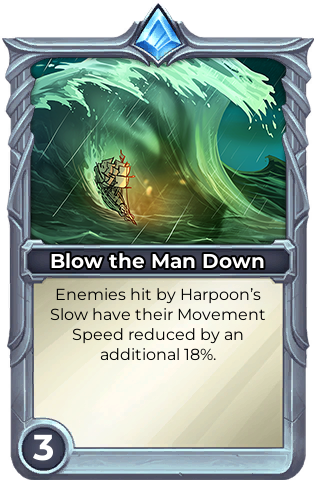 Blow the Man Down
Enemies hit by Harpoon’s
Slow have their Movement
Speed reduced by an
additional 18%.
3